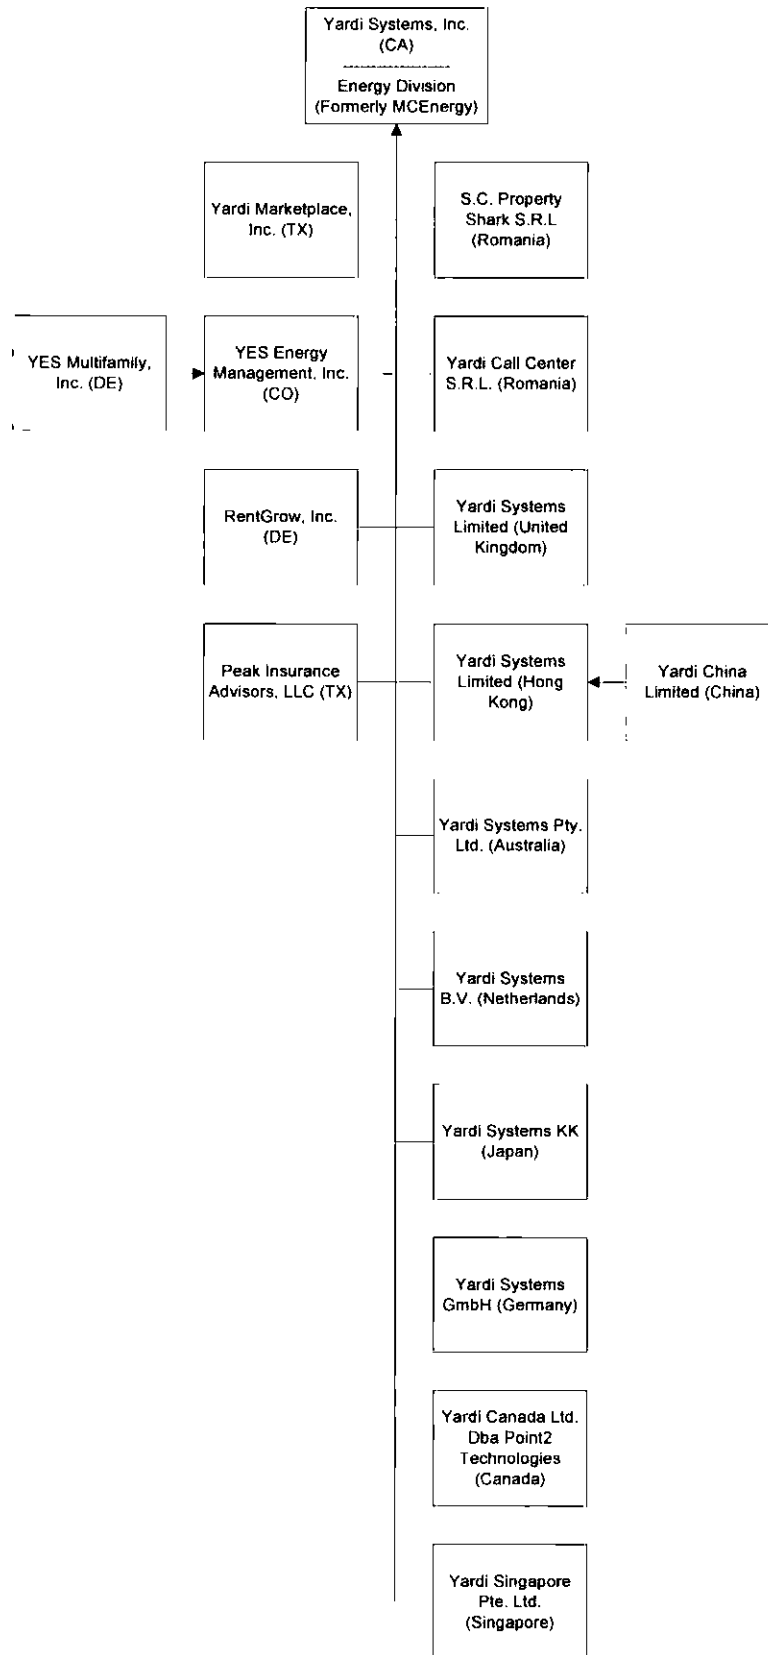 Yardi Systems, Inc.
(CA)
Energy Division
(Formerly MCEnergy)
Yardi Marketplace,
Inc. (TX)
S.C. Property
Shark S.R.L
(Romania)
YES Multifamily,
Inc. (DE)
YES Energy
Management, Inc.
(CO)
Yardi Call Center
S.R.L. (Romania)
RentGrow, Inc.
(DE)
Yardi Systems
Limited (United
Kingdom)
Peak Insurance
Advisors, LLC (TX)
Yardi Systems
Limited (Hong
Kong)
Yardi China
Limited (China)
Yardi Systems Pty.
Ltd. (Australia)
Yardi Systems
B.V. (Netherlands)
Yardi Systems KK
(Japan)
Yardi Systems
GmbH (Germany)
Yardi Canada Ltd.
Dba Point2
Technologies
(Canada)
Yardi Singapore
Pte. Ltd.
(Singapore)